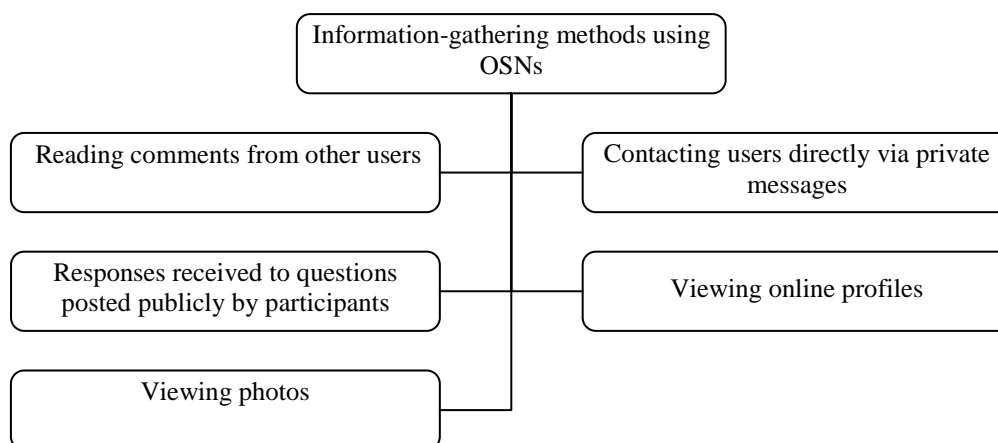 Information-gathering methods using
OSNs
Reading comments from other users
Contacting users directly via private
messages
Responses received to questions
posted publicly by participants
Viewing online profiles
Viewing photos